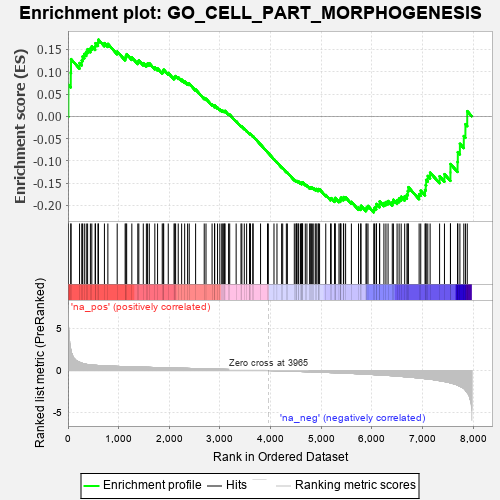 Enrichment plot: GO_CELL_PART_MORPHOGENESIS
Enrichment score (ES)
0.15
0.10
0.05
0.00
-0.05
-0.10
-0.15
-0.20
'na_pos' (positively correlated)
Ranked list metric (PreRanked)
5
0
-5
Zero cross at 3965
'na_neg' (negatively correlated)
0 1,000 2,000 3,000 4,000 5,000 6,000 7,000 8,000
Rank in Ordered Dataset
Enrichment profile Hits Ranking metric scores